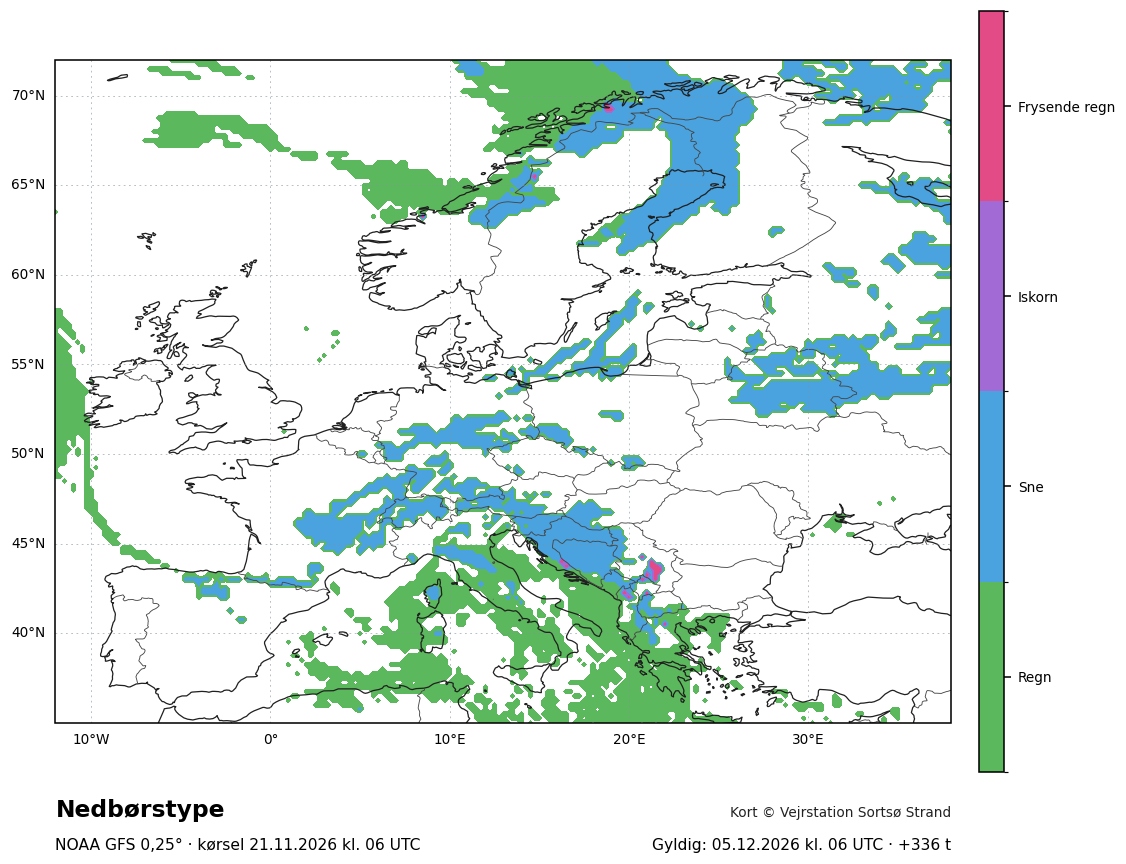 70°N
65°N
60°N
55°N
50°N
45°N
40°N
10°W
0°
10°E
20°E
30°E
Frysende regn
Iskorn
Sne
Regn
Nedbørstype
Kort © Vejrstation Sortsø Strand
NOAA GFS 0,25° · kørsel 21.11.2026 kl. 06 UTC
Gyldig: 05.12.2026 kl. 06 UTC · +336 t